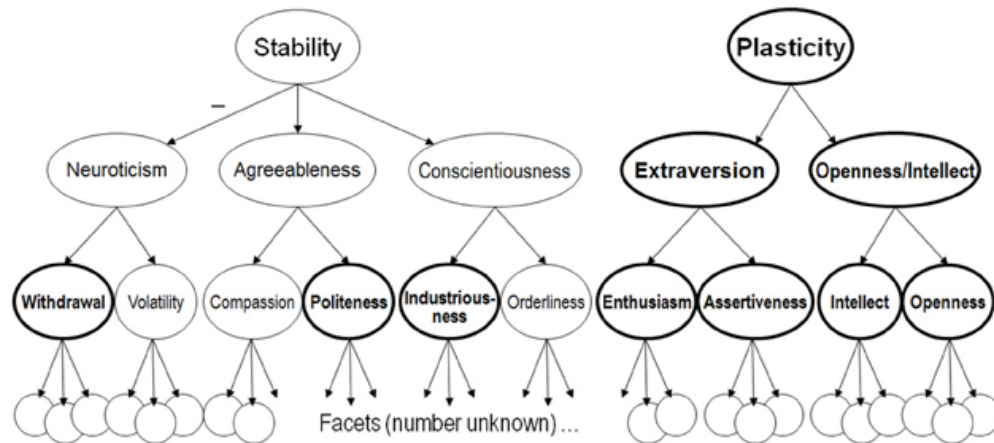 Stability
Plasticity
–
Neuroticism
Agreeableness
Conscientiousness
Extraversion
Openness/Intellect
Withdrawal
Volatility
Compassion
Politeness
Industrious-
ness
Orderliness
Enthusiasm
Assertiveness
Intellect
Openness
Facets (number unknown) ...